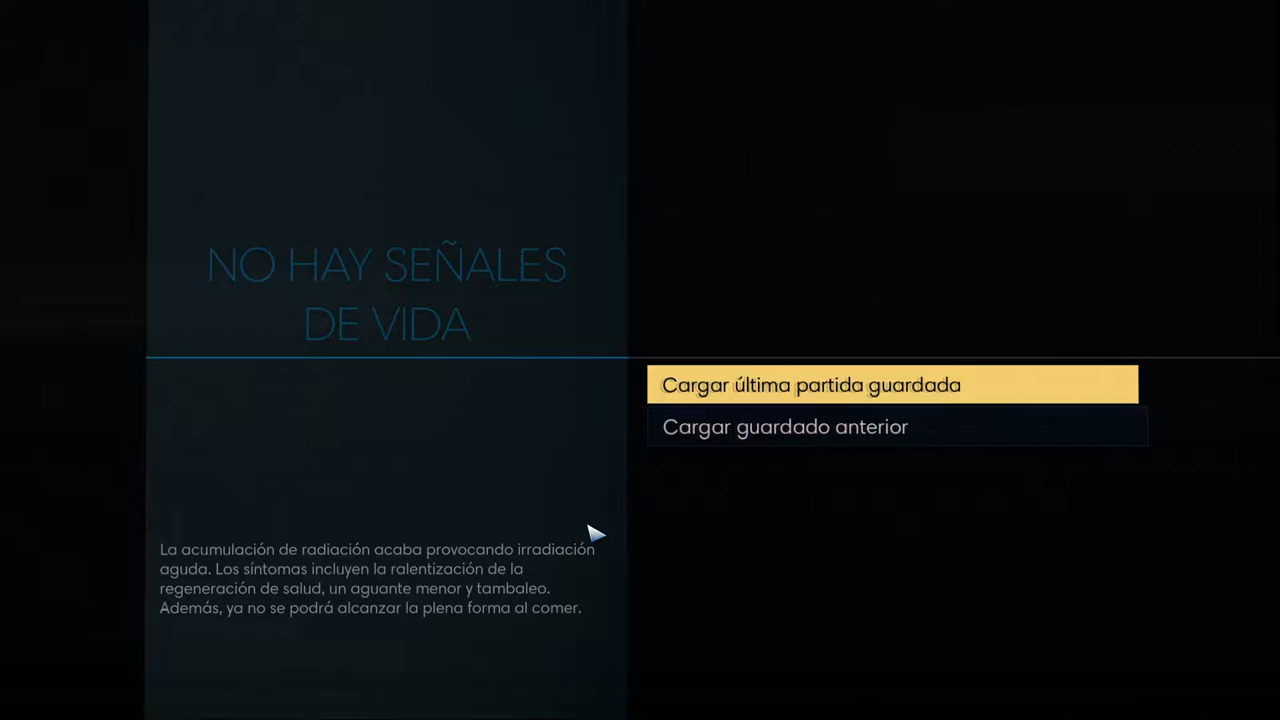 NO HAY SEÑALES
DE VIDA
Cargar última partida guardada
Cargar guardado anterior
La acumulación de radiación acaba provocando irradiación
aguda. Los síntomas incluyen la ralentización de la
regeneración de salud, un aguante menor y tambaleo.
Además, ya no se podrá alcanzar la plena forma al comer.